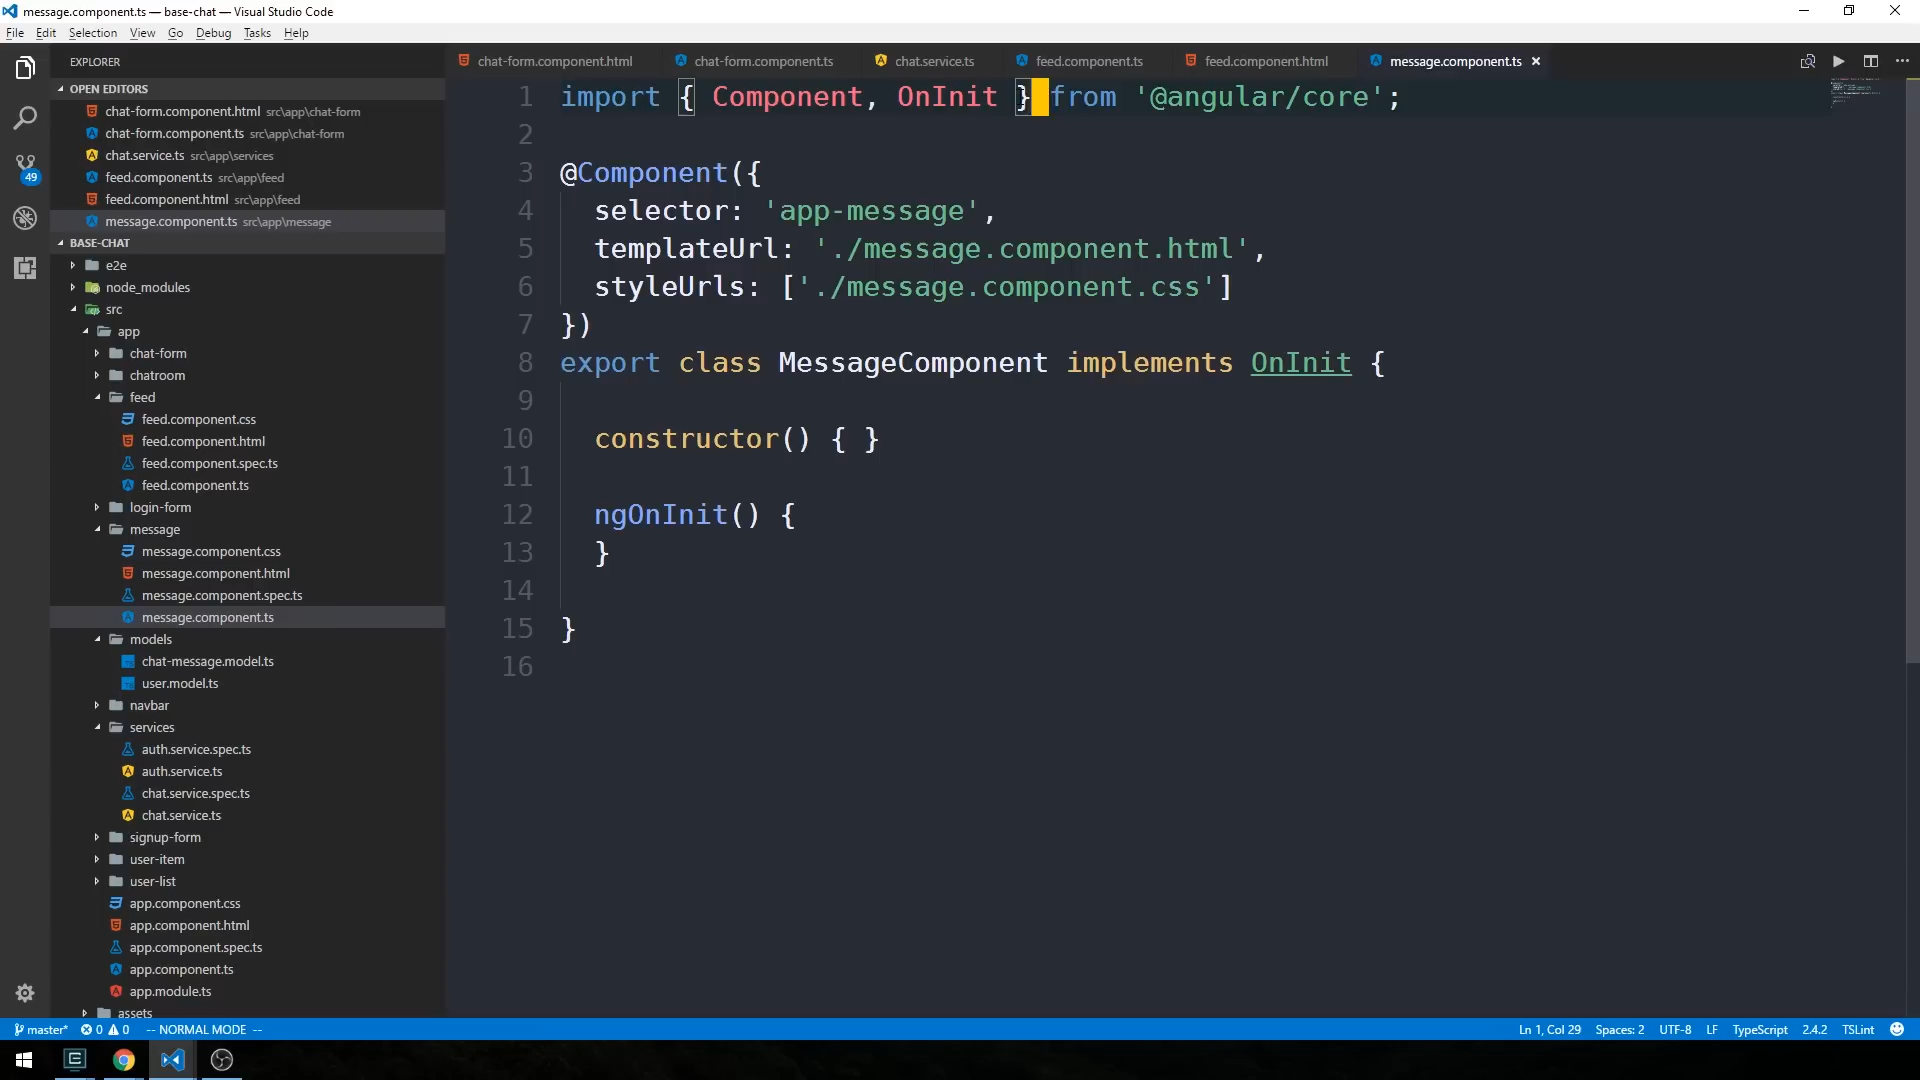 message.component.ts — base-chat — Visual Studio Code
File Edit Selection View Go Debug Tasks Help
EXPLORER
OPEN EDITORS
chat-form.component.html src\app\chat-form
chat-form.component.ts src\app\chat-form
chat.service.ts src\app\services
feed.component.ts src\app\feed
feed.component.html src\app\feed
message.component.ts src\app\message
BASE-CHAT
e2e
node_modules
src
app
chat-form
chatroom
feed
feed.component.css
feed.component.html
feed.component.spec.ts
feed.component.ts
login-form
message
message.component.css
message.component.html
message.component.spec.ts
message.component.ts
models
chat-message.model.ts
user.model.ts
navbar
services
auth.service.spec.ts
auth.service.ts
chat.service.spec.ts
chat.service.ts
signup-form
user-item
user-list
app.component.css
app.component.html
app.component.spec.ts
app.component.ts
app.module.ts
assets
49
chat-form.component.html chat-form.component.ts chat.service.ts feed.component.ts feed.component.html message.component.ts
1 import { Component, OnInit } from '@angular/core';
2
3 @Component({
4 selector: 'app-message',
5 templateUrl: './message.component.html',
6 styleUrls: ['./message.component.css']
7 })
8 export class MessageComponent implements OnInit {
9
10 constructor() { }
11
12 ngOnInit() {
13 }
14
15 }
16
master* 0 0 -- NORMAL MODE -- Ln 1, Col 29 Spaces: 2 UTF-8 LF TypeScript 2.4.2 TSLint